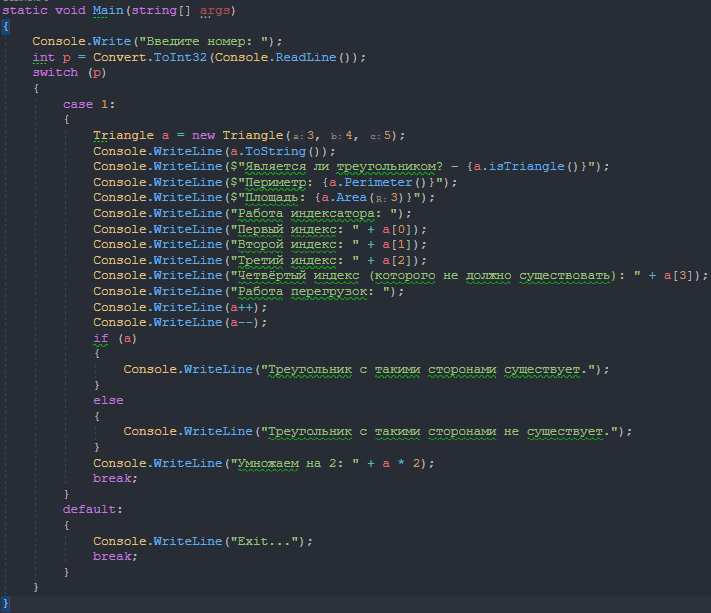 static void Main(string[] args)
{
Console.Write("Введите номер: ");
int p = Convert.ToInt32(Console.ReadLine());
switch (p)
{
case 1:
{
Triangle a = new Triangle(a: 3, b: 4, c: 5);
Console.WriteLine(a.ToString());
Console.WriteLine($"Является ли треугольником? - {a.isTriangle()}");
Console.WriteLine($"Периметр: {a.Perimeter()}");
Console.WriteLine($"Площадь: {a.Area(R: 3)}");
Console.WriteLine("Работа индексатора: ");
Console.WriteLine("Первый индекс: " + a[0]);
Console.WriteLine("Второй индекс: " + a[1]);
Console.WriteLine("Третий индекс: " + a[2]);
Console.WriteLine("Четвёртый индекс (которого не должно существовать): " + a[3]);
Console.WriteLine("Работа перегрузок: ");
Console.WriteLine(a++);
Console.WriteLine(a--);
if (a)
{
Console.WriteLine("Треугольник с такими сторонами существует.");
}
else
{
Console.WriteLine("Треугольник с такими сторонами не существует.");
}
Console.WriteLine("Умножаем на 2: " + a * 2);
break;
}
default:
{
Console.WriteLine("Exit...");
break;
}
}
}